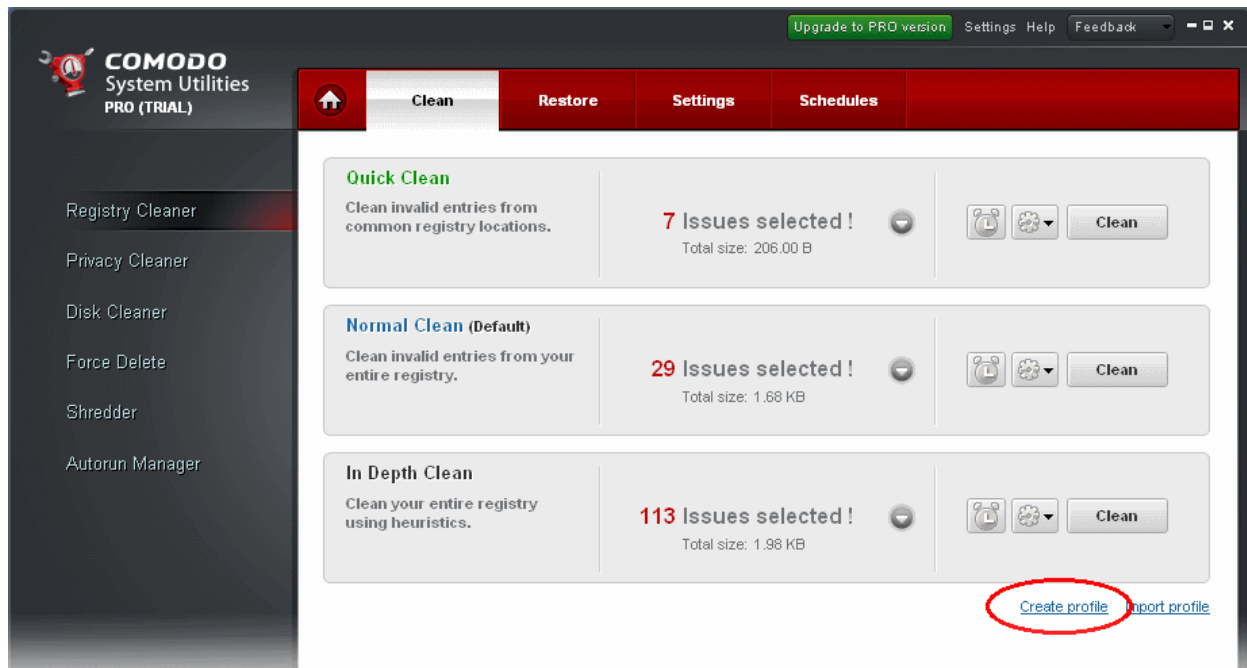 Upgrade to PRO version Settings Help Feedback
COMODO
System Utilities
PRO (TRIAL)
Clean Restore Settings Schedules
Registry Cleaner
Privacy Cleaner
Disk Cleaner
Force Delete
Shredder
Autorun Manager
Quick Clean
Clean invalid entries from
common registry locations.
7 Issues selected !
Total size: 206.00 B
Clean
Normal Clean (Default)
Clean invalid entries from your
entire registry.
29 Issues selected !
Total size: 1.68 KB
Clean
In Depth Clean
Clean your entire registry
using heuristics.
113 Issues selected !
Total size: 1.98 KB
Clean
Create profile Import profile